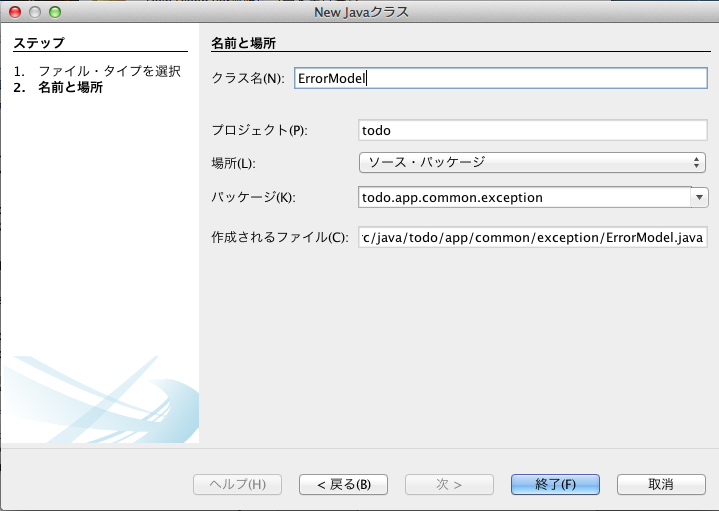 New Javaクラス
ステップ
1. ファイル・タイプを選択
2. 名前と場所
名前と場所
クラス名(N): ErrorModel
プロジェクト(P): todo
場所(L): ソース・パッケージ
パッケージ(K): todo.app.common.exception
作成されるファイル(C): rc/java/todo/app/common/exception/ErrorModel.java
ヘルプ(H) < 戻る(B) 次 > 終了(F) 取消